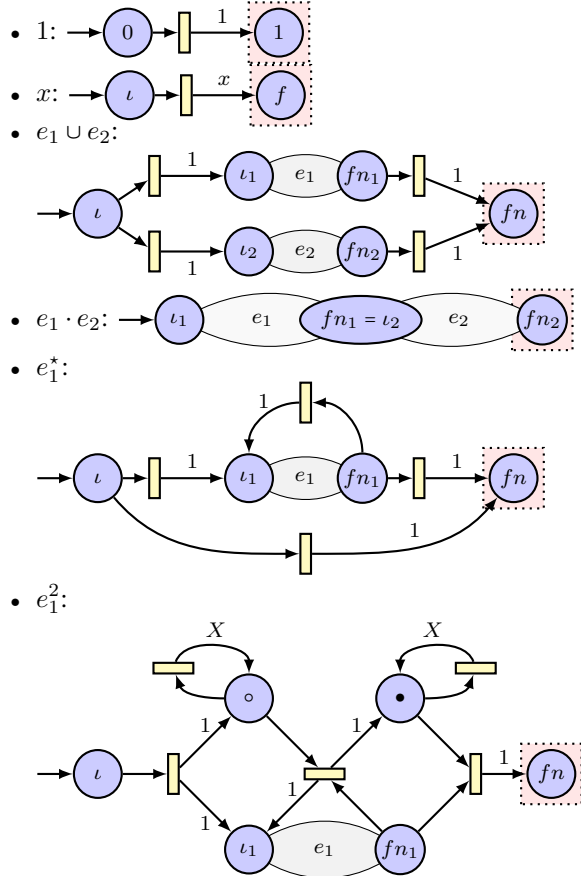 • 1: 0 1 1
• x: ι x f
• e₁ ∪ e₂:
1 ι₁ e₁ fn₁ 1
ι fn
1 ι₂ e₂ fn₂ 1
• e₁ · e₂: ι₁ e₁ fn₁ = ι₂ e₂ fn₂
• e₁⋆:
1
ι 1 ι₁ e₁ fn₁ 1 fn
1
• e₁²:
X X
∘ •
1 1
ι 1 1 fn
1 ι₁ e₁ fn₁